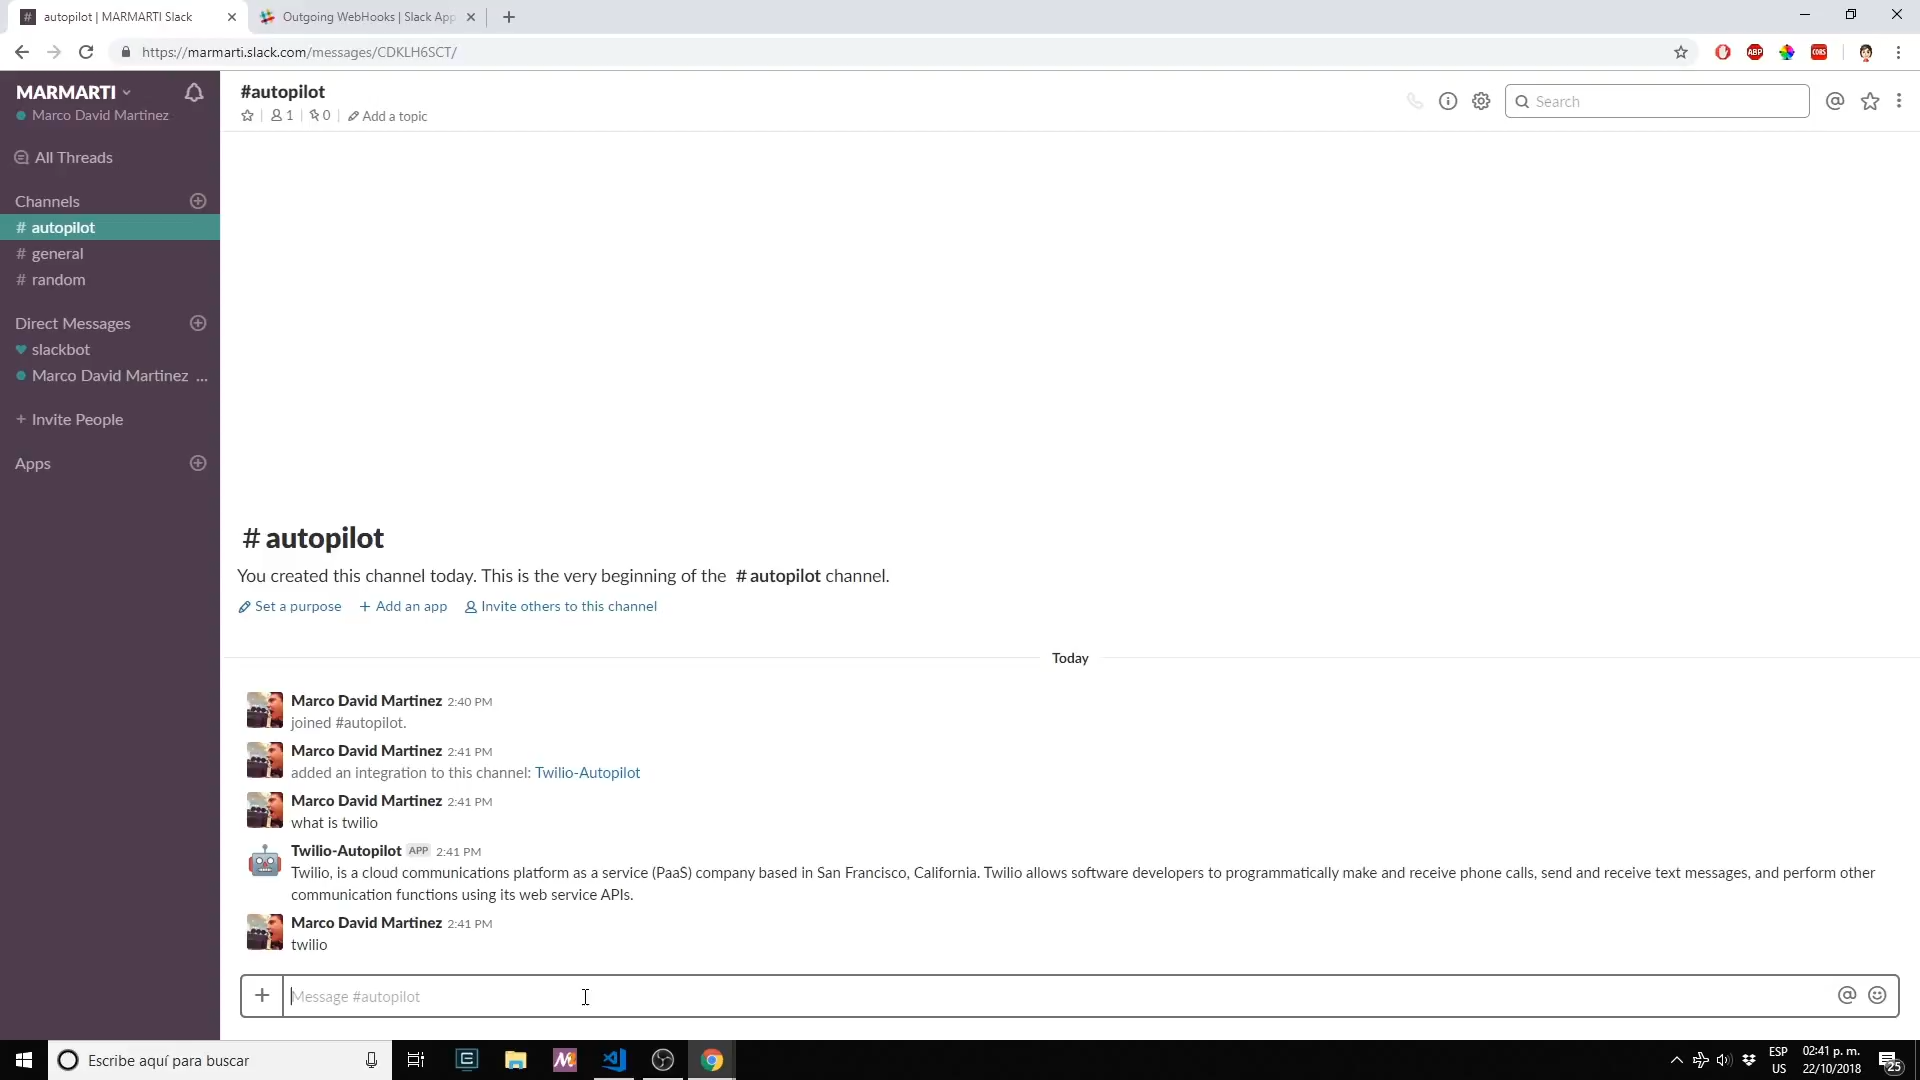 autopilot | MARMARTI Slack
Outgoing WebHooks | Slack App
https://marmarti.slack.com/messages/CDKLH6SCT/
ABP
CORS
MARMARTI
Marco David Martinez
All Threads
Channels
# autopilot
# general
# random
Direct Messages
slackbot
Marco David Martinez ...
+ Invite People
Apps
#autopilot
1 | 0 | Add a topic
Search
# autopilot
You created this channel today. This is the very beginning of the # autopilot channel.
Set a purpose + Add an app Invite others to this channel
Today
Marco David Martinez 2:40 PM
joined #autopilot.
Marco David Martinez 2:41 PM
added an integration to this channel: Twilio-Autopilot
Marco David Martinez 2:41 PM
what is twilio
Twilio-Autopilot APP 2:41 PM
Twilio, is a cloud communications platform as a service (PaaS) company based in San Francisco, California. Twilio allows software developers to programmatically make and receive phone calls, send and receive text messages, and perform other
communication functions using its web service APIs.
Marco David Martinez 2:41 PM
twilio
Message #autopilot
Escribe aquí para buscar
ESP
US
02:41 p. m.
22/10/2018
25